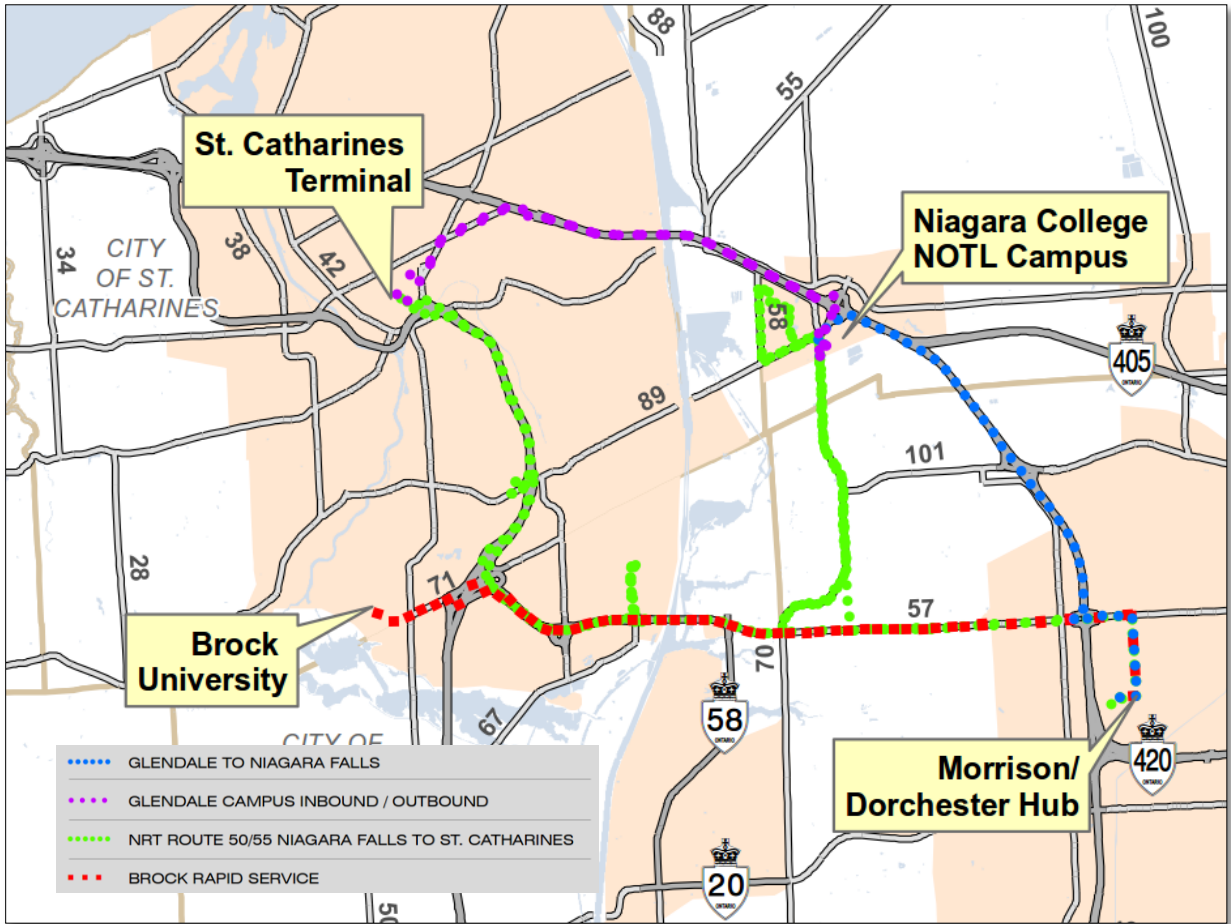 88
100
55
St. Catharines
Terminal
Niagara College
NOTL Campus
34
CITY
OF ST.
CATHARINES
38
42
58
405
ONTARIO
89
101
28
71
57
Brock
University
70
67
58
ONTARIO
CITY OF
Morrison/
Dorchester Hub
420
ONTARIO
GLENDALE TO NIAGARA FALLS
GLENDALE CAMPUS INBOUND / OUTBOUND
NRT ROUTE 50/55 NIAGARA FALLS TO ST. CATHARINES
BROCK RAPID SERVICE
20
ONTARIO